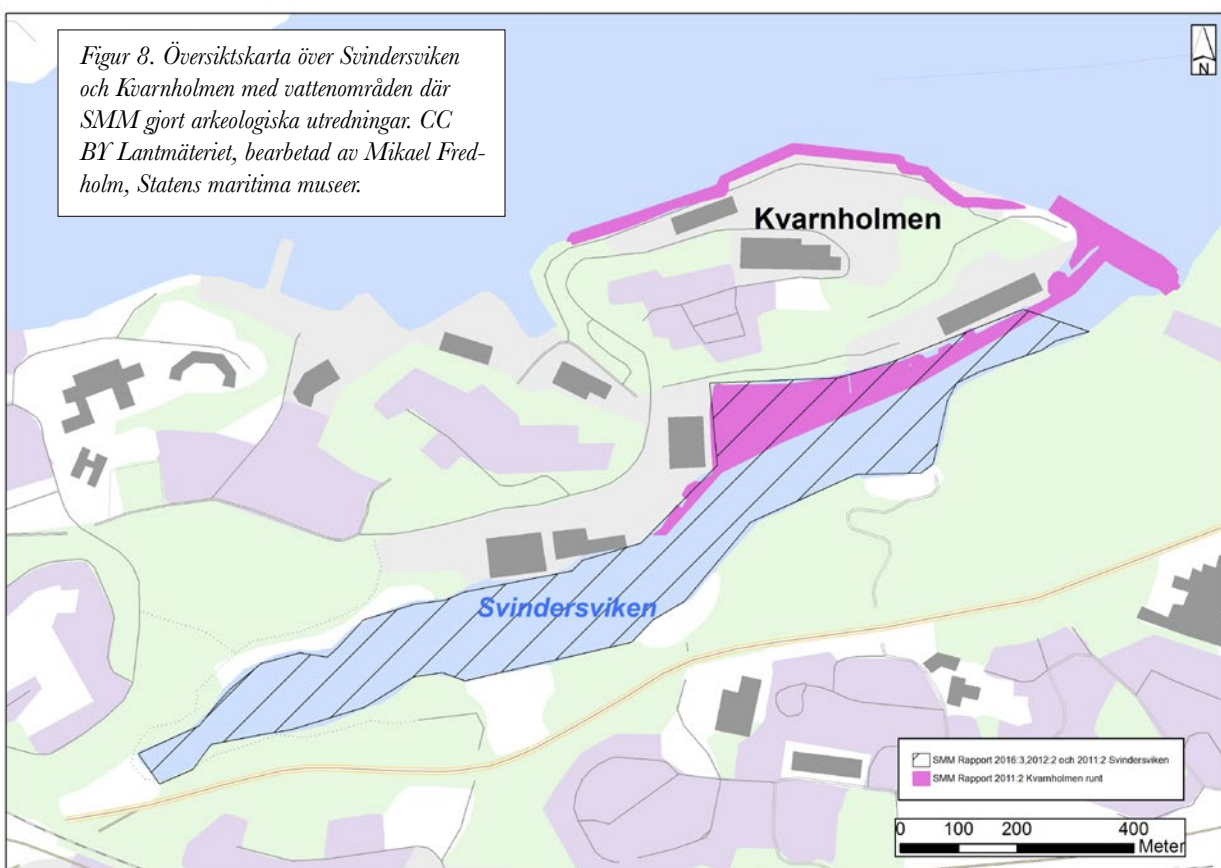 Figur 8. Översiktskarta över Svindersviken
och Kvarnholmen med vattenområden där
SMM gjort arkeologiska utredningar. CC
BY Lantmäteriet, bearbetad av Mikael Fred-
holm, Statens maritima museer.
N
Kvarnholmen
Svindersviken
SMM Rapport 2016:3,2012:2 och 2011:2 Svindersviken
SMM Rapport 2011:2 Kvarnholmen runt
0 100 200 400
Meter